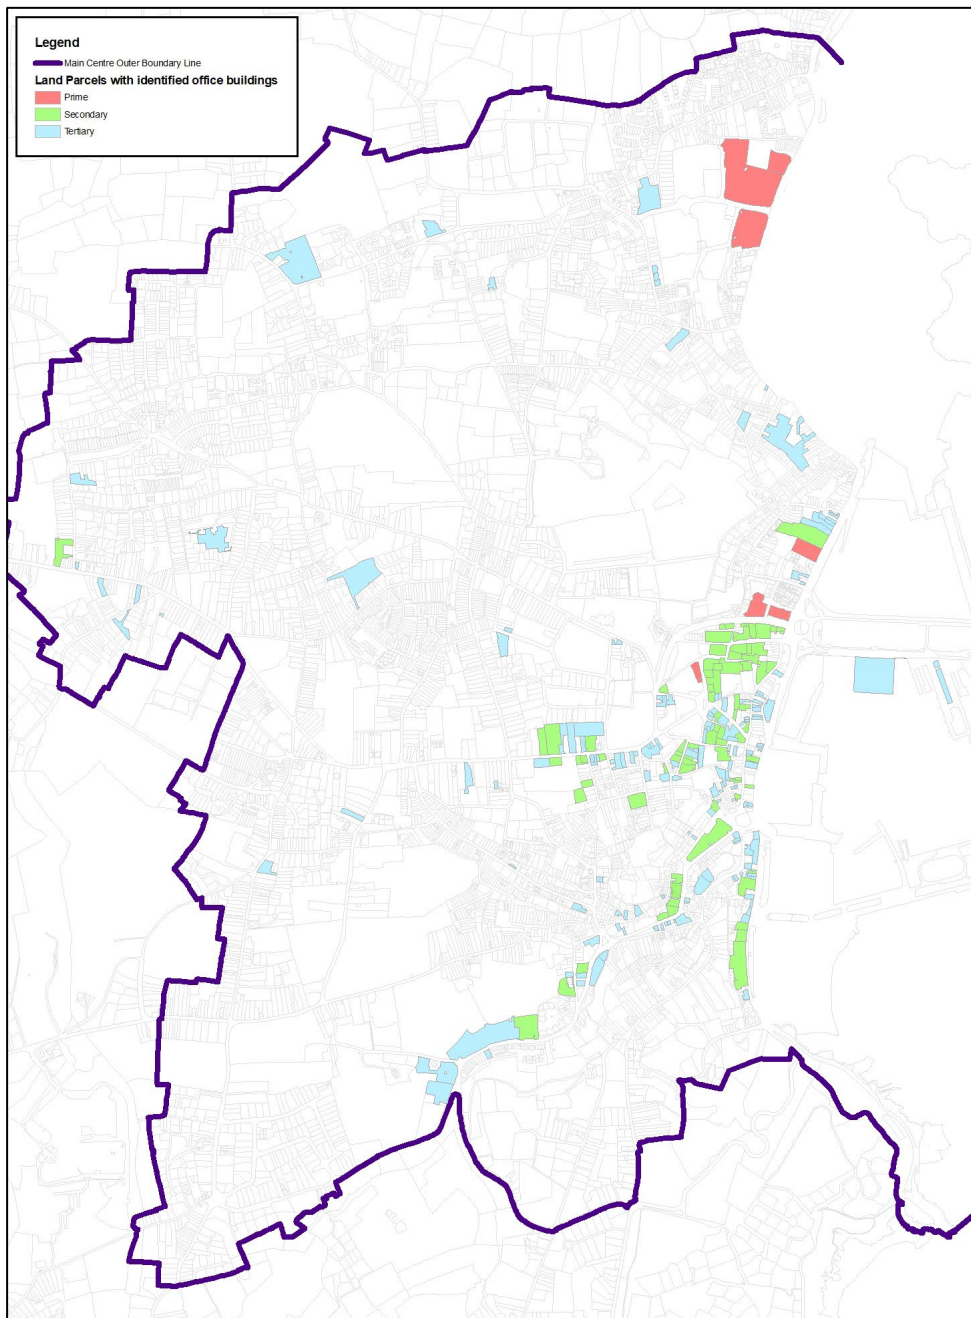 Legend
Main Centre Outer Boundary Line
Land Parcels with identified office buildings
Prime
Secondary
Tertiary